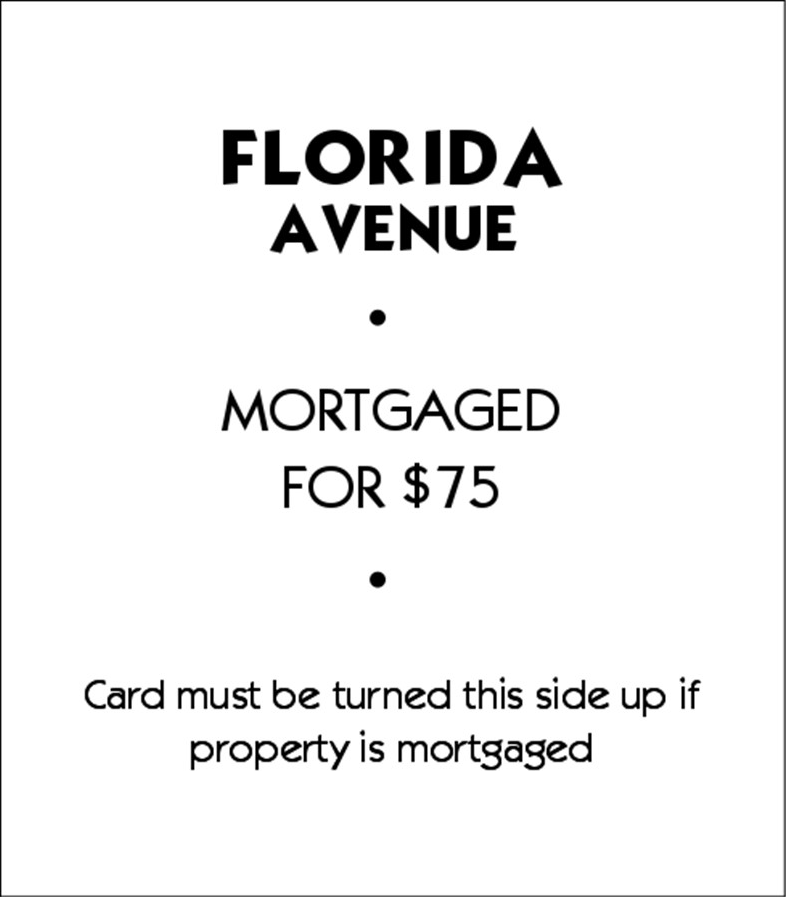 FLORIDA
AVENUE
•
MORTGAGED
FOR $75
•
Card must be turned this side up if
property is mortgaged